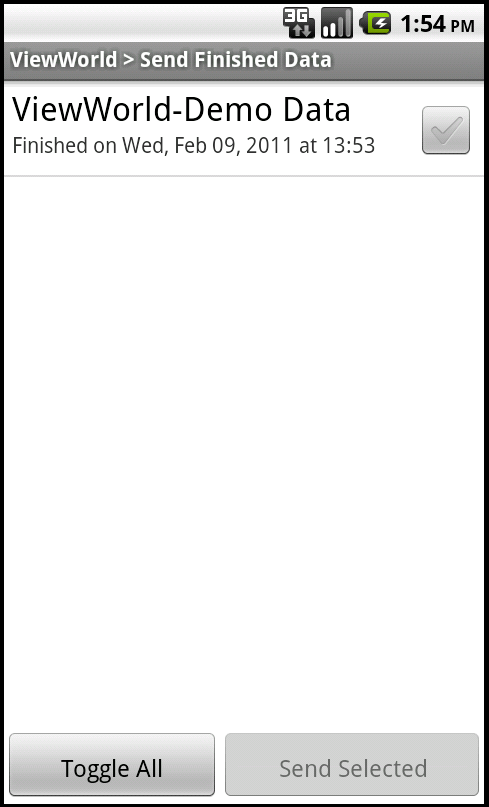 3G 1:54 PM
ViewWorld > Send Finished Data
ViewWorld-Demo Data
Finished on Wed, Feb 09, 2011 at 13:53
Toggle All
Send Selected